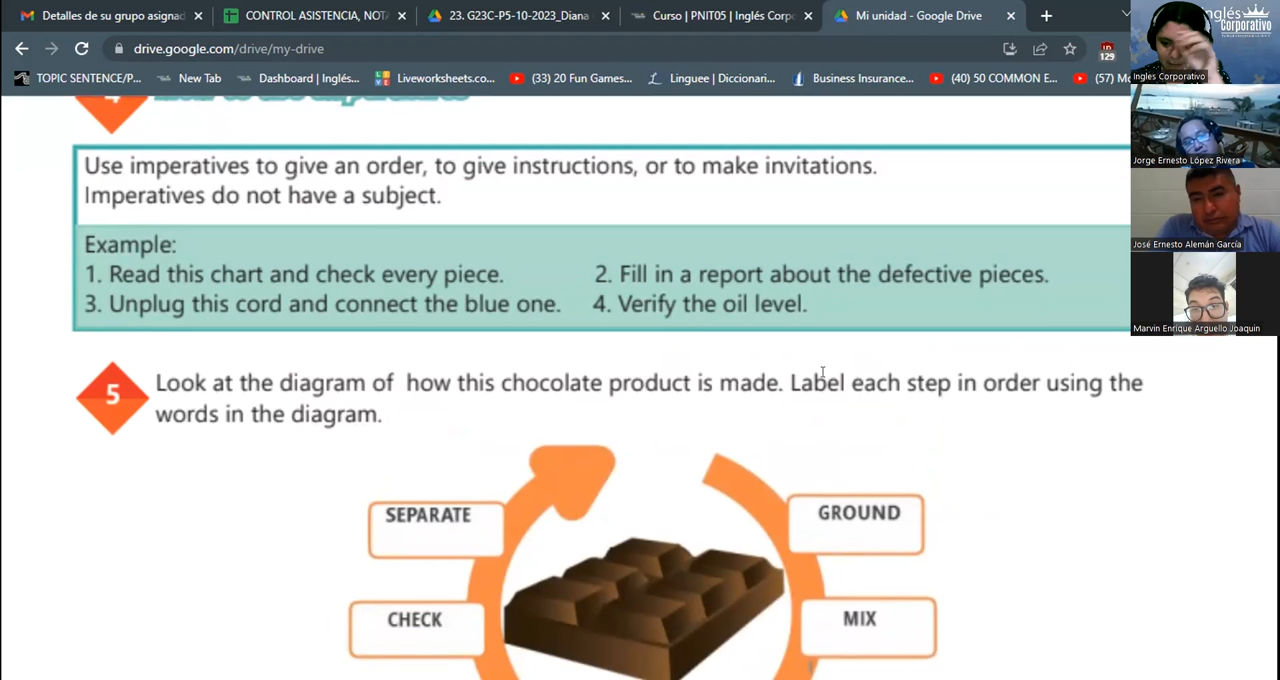 Detalles de su grupo asignad
CONTROL ASISTENCIA, NOTA
23. G23C-P5-10-2023_Diana
Curso | PNIT05 | Inglés Corpo
Mi unidad - Google Drive
drive.google.com/drive/my-drive
129
TOPIC SENTENCE/P...
New Tab
Dashboard | Inglés...
Liveworksheets.co...
(33) 20 Fun Games...
Linguee | Diccionari...
Business Insurance...
(40) 50 COMMON E...
(57) Mo
Inglés
Corporativo
Ingles Corporativo
Jorge Ernesto López Rivera
José Ernesto Alemán García
Marvin Enrique Arguello Joaquin
Use imperatives to give an order, to give instructions, or to make invitations.
Imperatives do not have a subject.
Example:
1. Read this chart and check every piece. 2. Fill in a report about the defective pieces.
3. Unplug this cord and connect the blue one. 4. Verify the oil level.
5 Look at the diagram of how this chocolate product is made. Label each step in order using the
words in the diagram.
SEPARATE
GROUND
CHECK
MIX